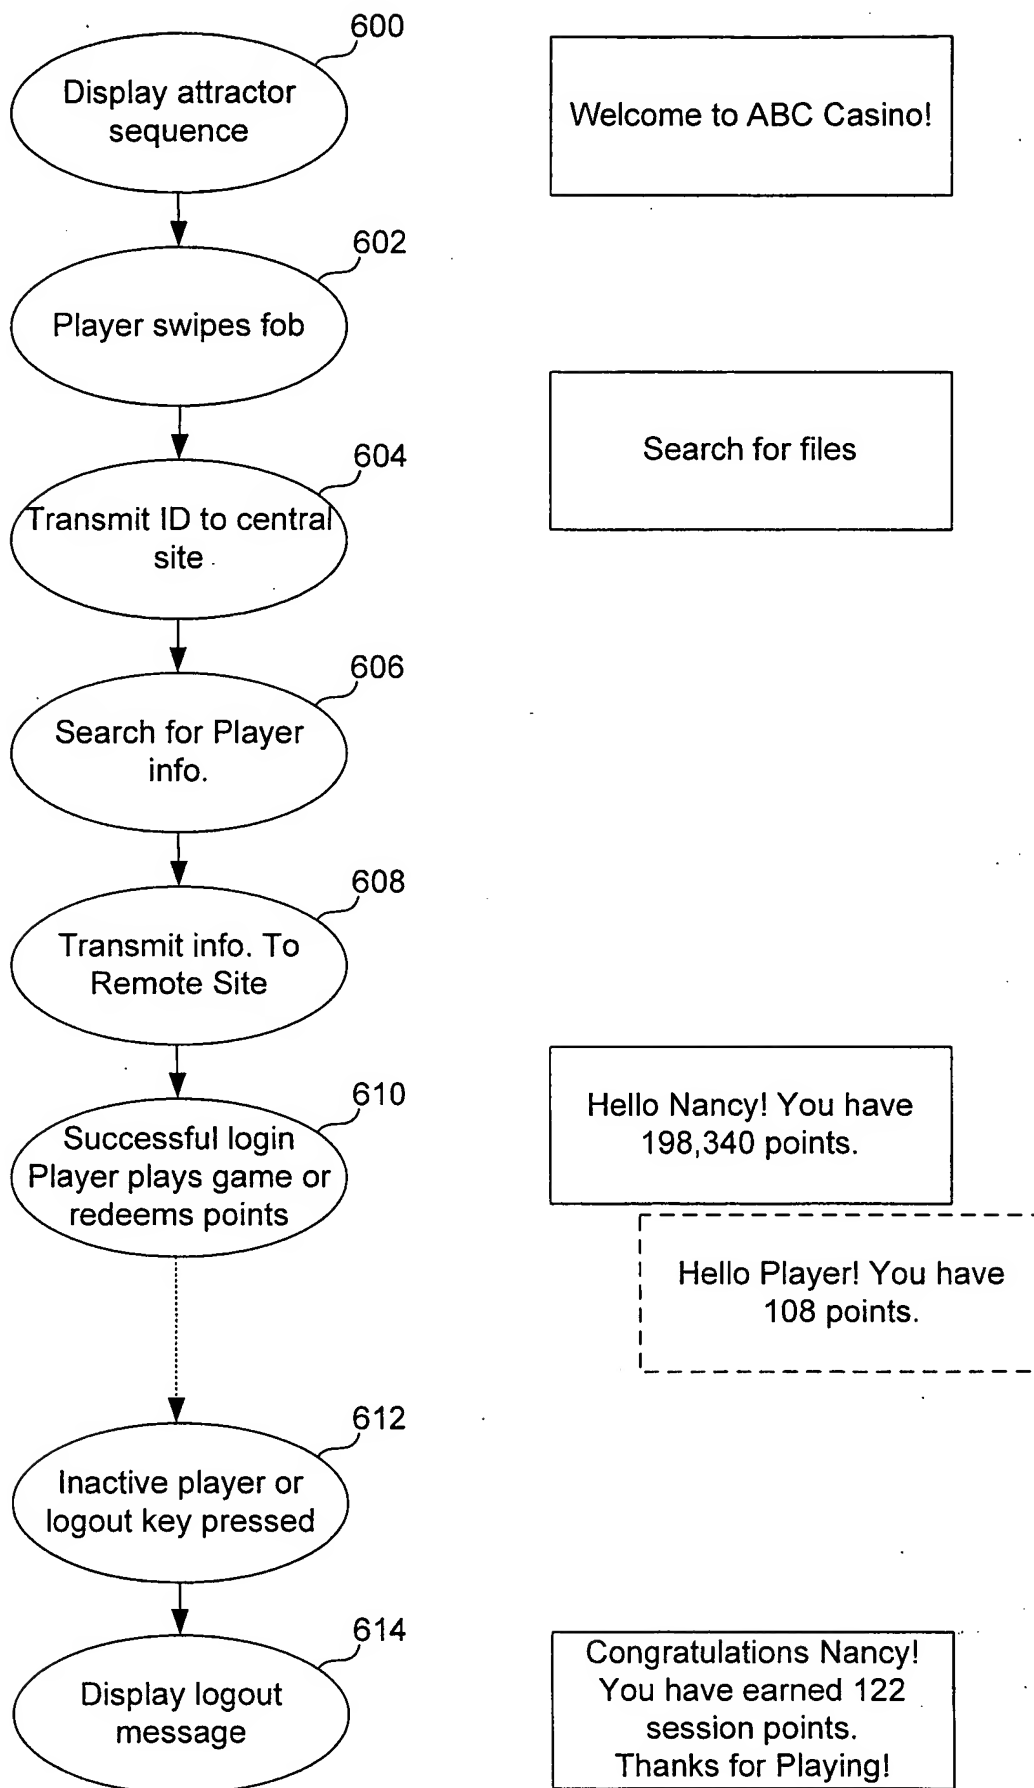 600
Display attractor
sequence
Welcome to ABC Casino!
602
Player swipes fob
604
Transmit ID to central
site
Search for files
606
Search for Player
info.
608
Transmit info. To
Remote Site
610
Successful login
Player plays game or
redeems points
Hello Nancy! You have
198,340 points.
Hello Player! You have
108 points.
612
Inactive player or
logout key pressed
614
Display logout
message
Congratulations Nancy!
You have earned 122
session points.
Thanks for Playing!